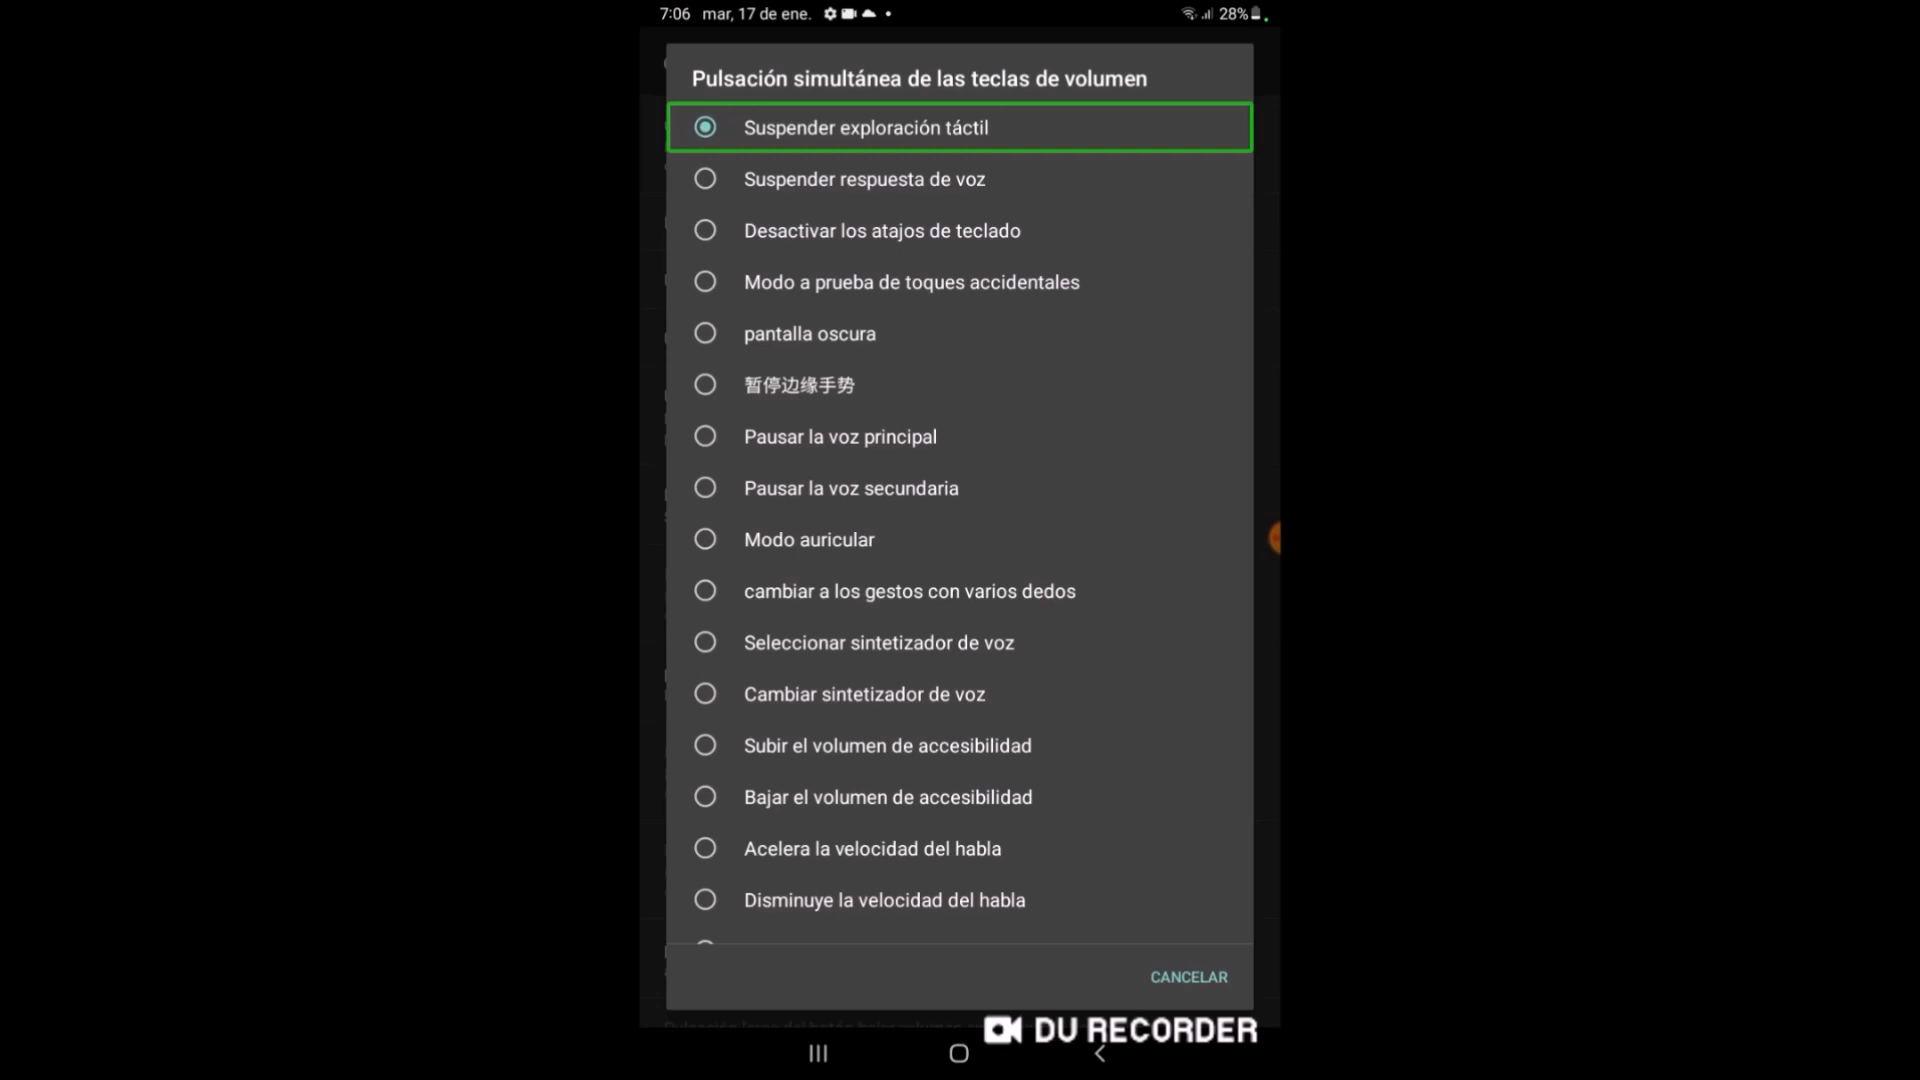 7:06 mar, 17 de ene. 28%
Pulsación simultánea de las teclas de volumen
Suspender exploración táctil
Suspender respuesta de voz
Desactivar los atajos de teclado
Modo a prueba de toques accidentales
pantalla oscura
暂停边缘手势
Pausar la voz principal
Pausar la voz secundaria
Modo auricular
cambiar a los gestos con varios dedos
Seleccionar sintetizador de voz
Cambiar sintetizador de voz
Subir el volumen de accesibilidad
Bajar el volumen de accesibilidad
Acelera la velocidad del habla
Disminuye la velocidad del habla
CANCELAR
DU RECORDER